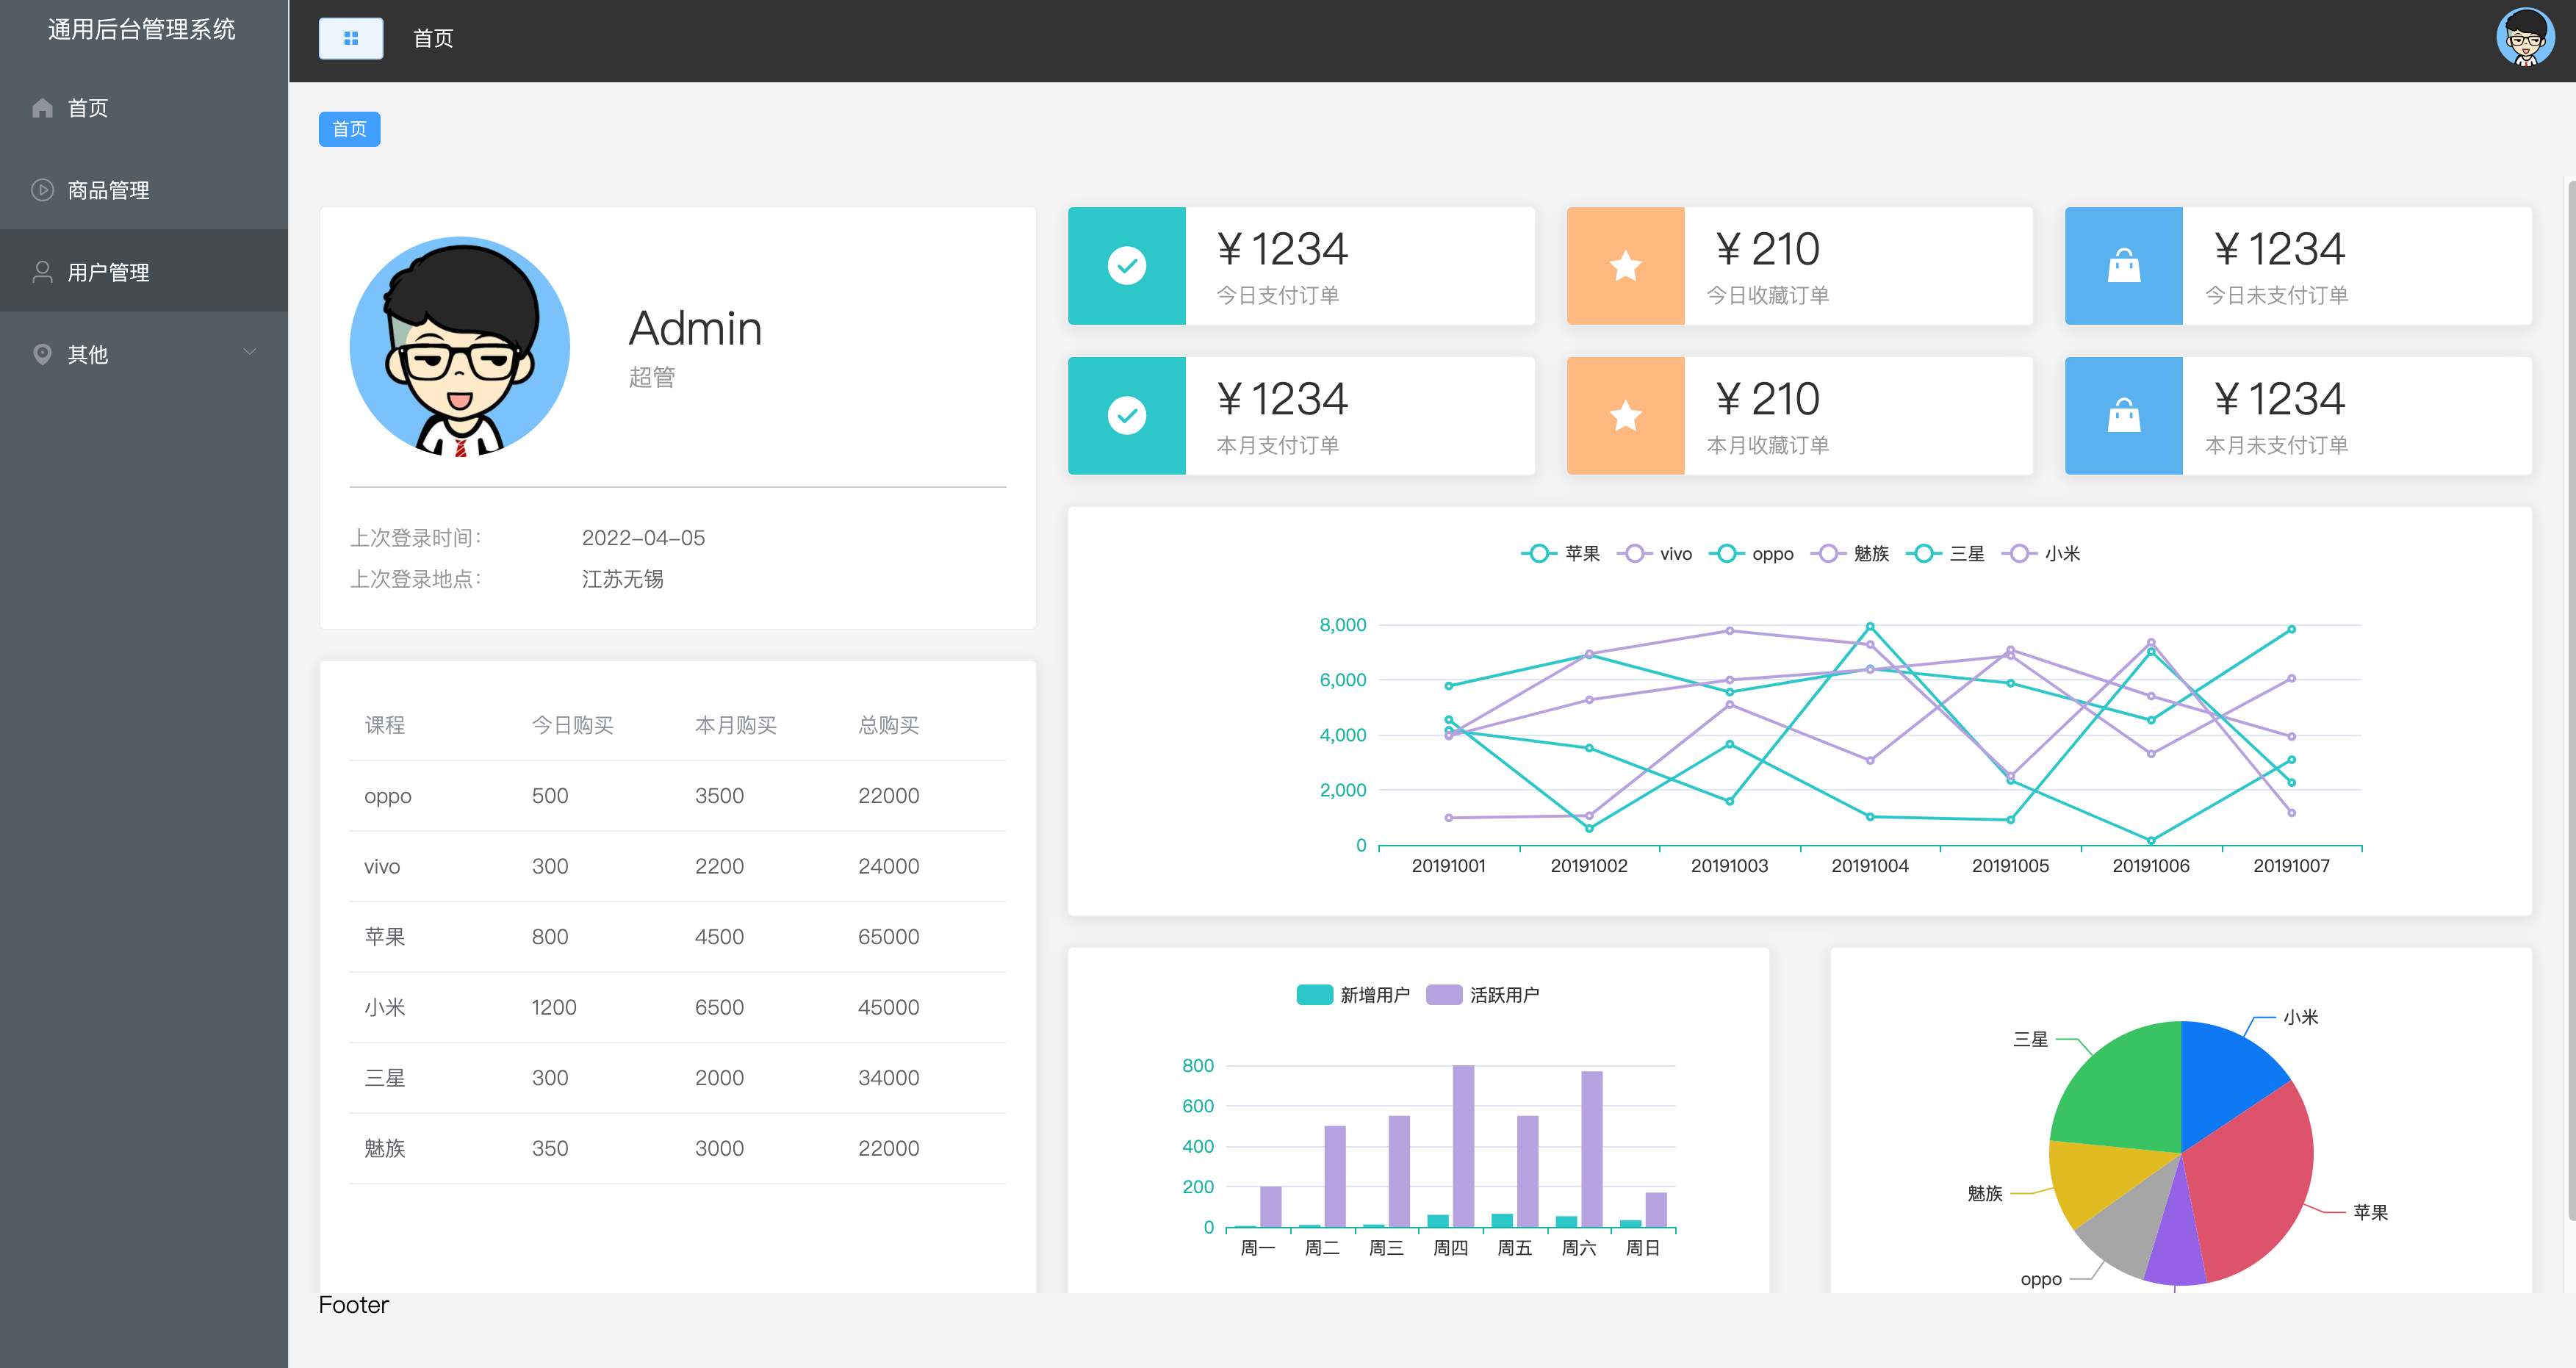 通用后台管理系统
首页
商品管理
用户管理
其他
首页
首页
Admin
超管
上次登录时间: 2022-04-05
上次登录地点: 江苏无锡
课程 今日购买 本月购买 总购买
oppo 500 3500 22000
vivo 300 2200 24000
苹果 800 4500 65000
小米 1200 6500 45000
三星 300 2000 34000
魅族 350 3000 22000
¥ 1234
今日支付订单
¥ 210
今日收藏订单
¥ 1234
今日未支付订单
¥ 1234
本月支付订单
¥ 210
本月收藏订单
¥ 1234
本月未支付订单
苹果 vivo oppo 魅族 三星 小米
8,000
6,000
4,000
2,000
0
20191001 20191002 20191003 20191004 20191005 20191006 20191007
新增用户 活跃用户
800
600
400
200
0
周一 周二 周三 周四 周五 周六 周日
小米
三星
魅族
苹果
oppo
Footer